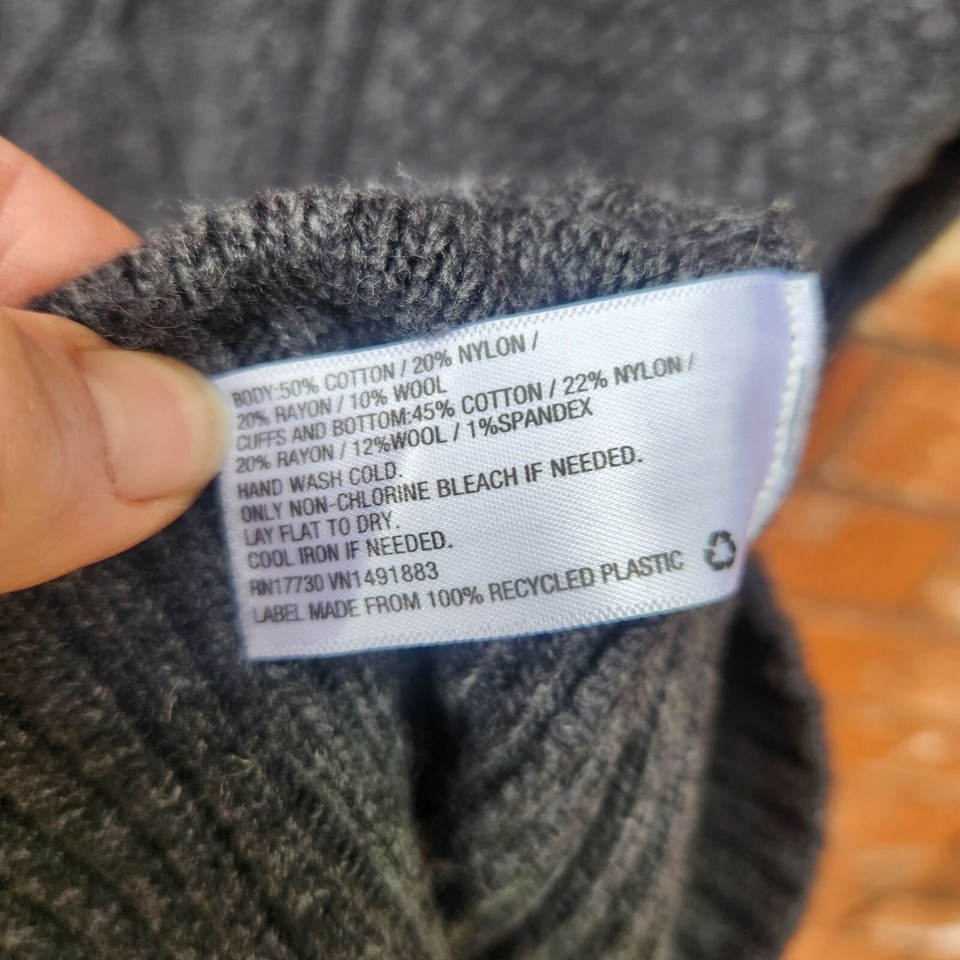 BODY:50% COTTON / 20% NYLON /
20% RAYON / 10% WOOL
CUFFS AND BOTTOM:45% COTTON / 22% NYLON /
20% RAYON / 12%WOOL / 1%SPANDEX
HAND WASH COLD.
ONLY NON-CHLORINE BLEACH IF NEEDED.
LAY FLAT TO DRY.
COOL IRON IF NEEDED.
RN17730 VN1491883
LABEL MADE FROM 100% RECYCLED PLASTIC